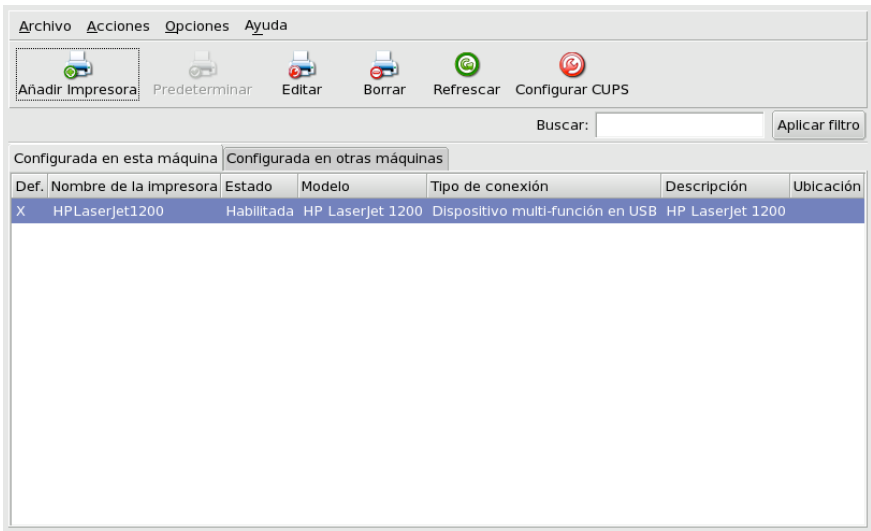 Archivo Acciones Opciones Ayuda
Añadir Impresora Predeterminar Editar Borrar Refrescar Configurar CUPS
Buscar: Aplicar filtro
Configurada en esta máquina Configurada en otras máquinas
Def. Nombre de la impresora Estado Modelo Tipo de conexión Descripción Ubicación
X HPLaserJet1200 Habilitada HP LaserJet 1200 Dispositivo multi-función en USB HP LaserJet 1200